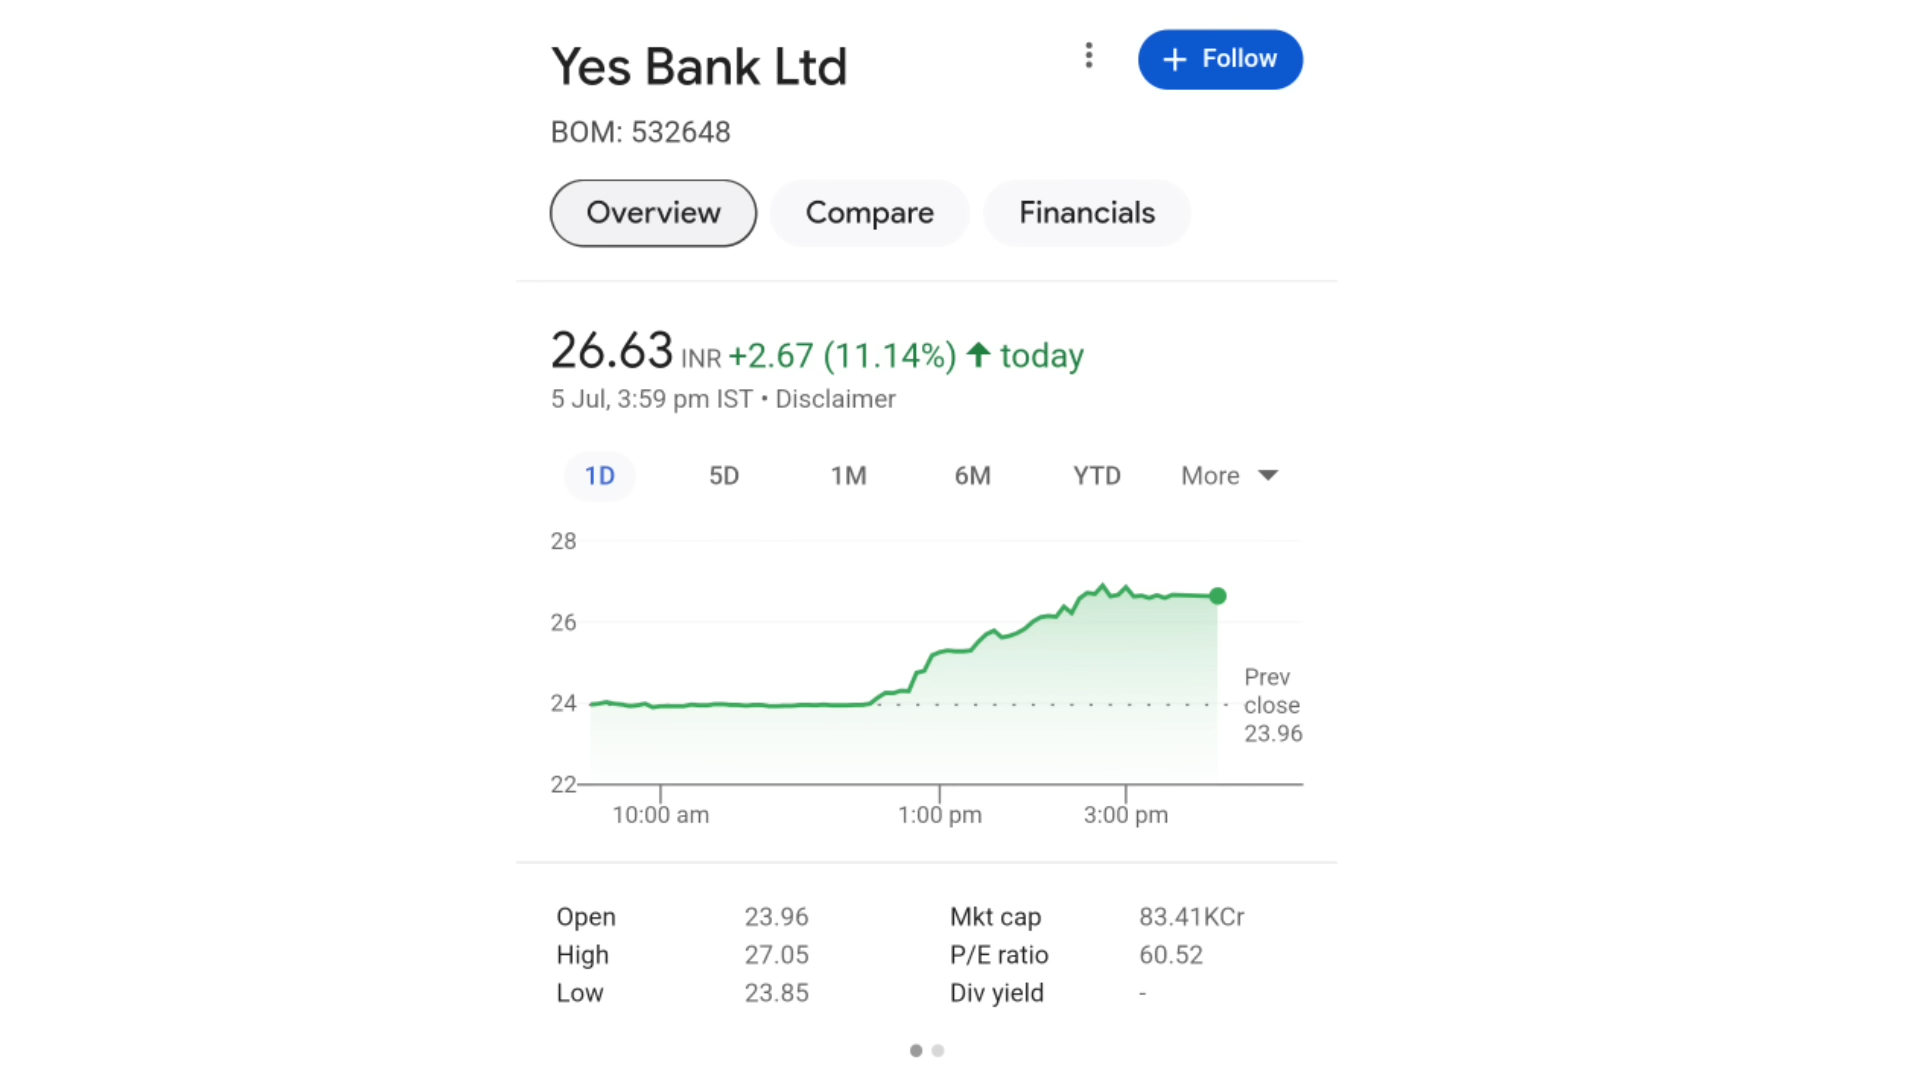 Yes Bank Ltd
+ Follow
BOM: 532648
Overview Compare Financials
26.63 INR +2.67 (11.14%) ↑ today
5 Jul, 3:59 pm IST • Disclaimer
1D 5D 1M 6M YTD More
28
26
24
22
Prev
close
23.96
10:00 am 1:00 pm 3:00 pm
Open 23.96 Mkt cap 83.41KCr
High 27.05 P/E ratio 60.52
Low 23.85 Div yield -